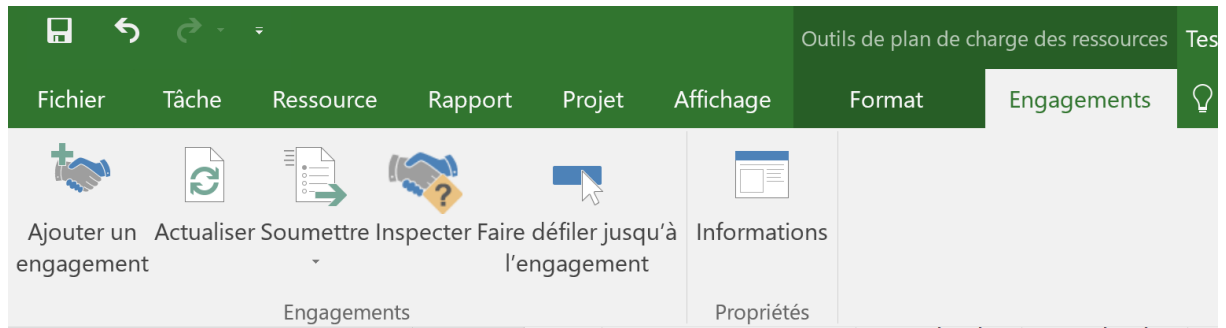 Outils de plan de charge des ressources Tes
Fichier Tâche Ressource Rapport Projet Affichage Format Engagements
Ajouter un Actualiser Soumettre Inspecter Faire défiler jusqu'à Informations
engagement l'engagement
Engagements Propriétés